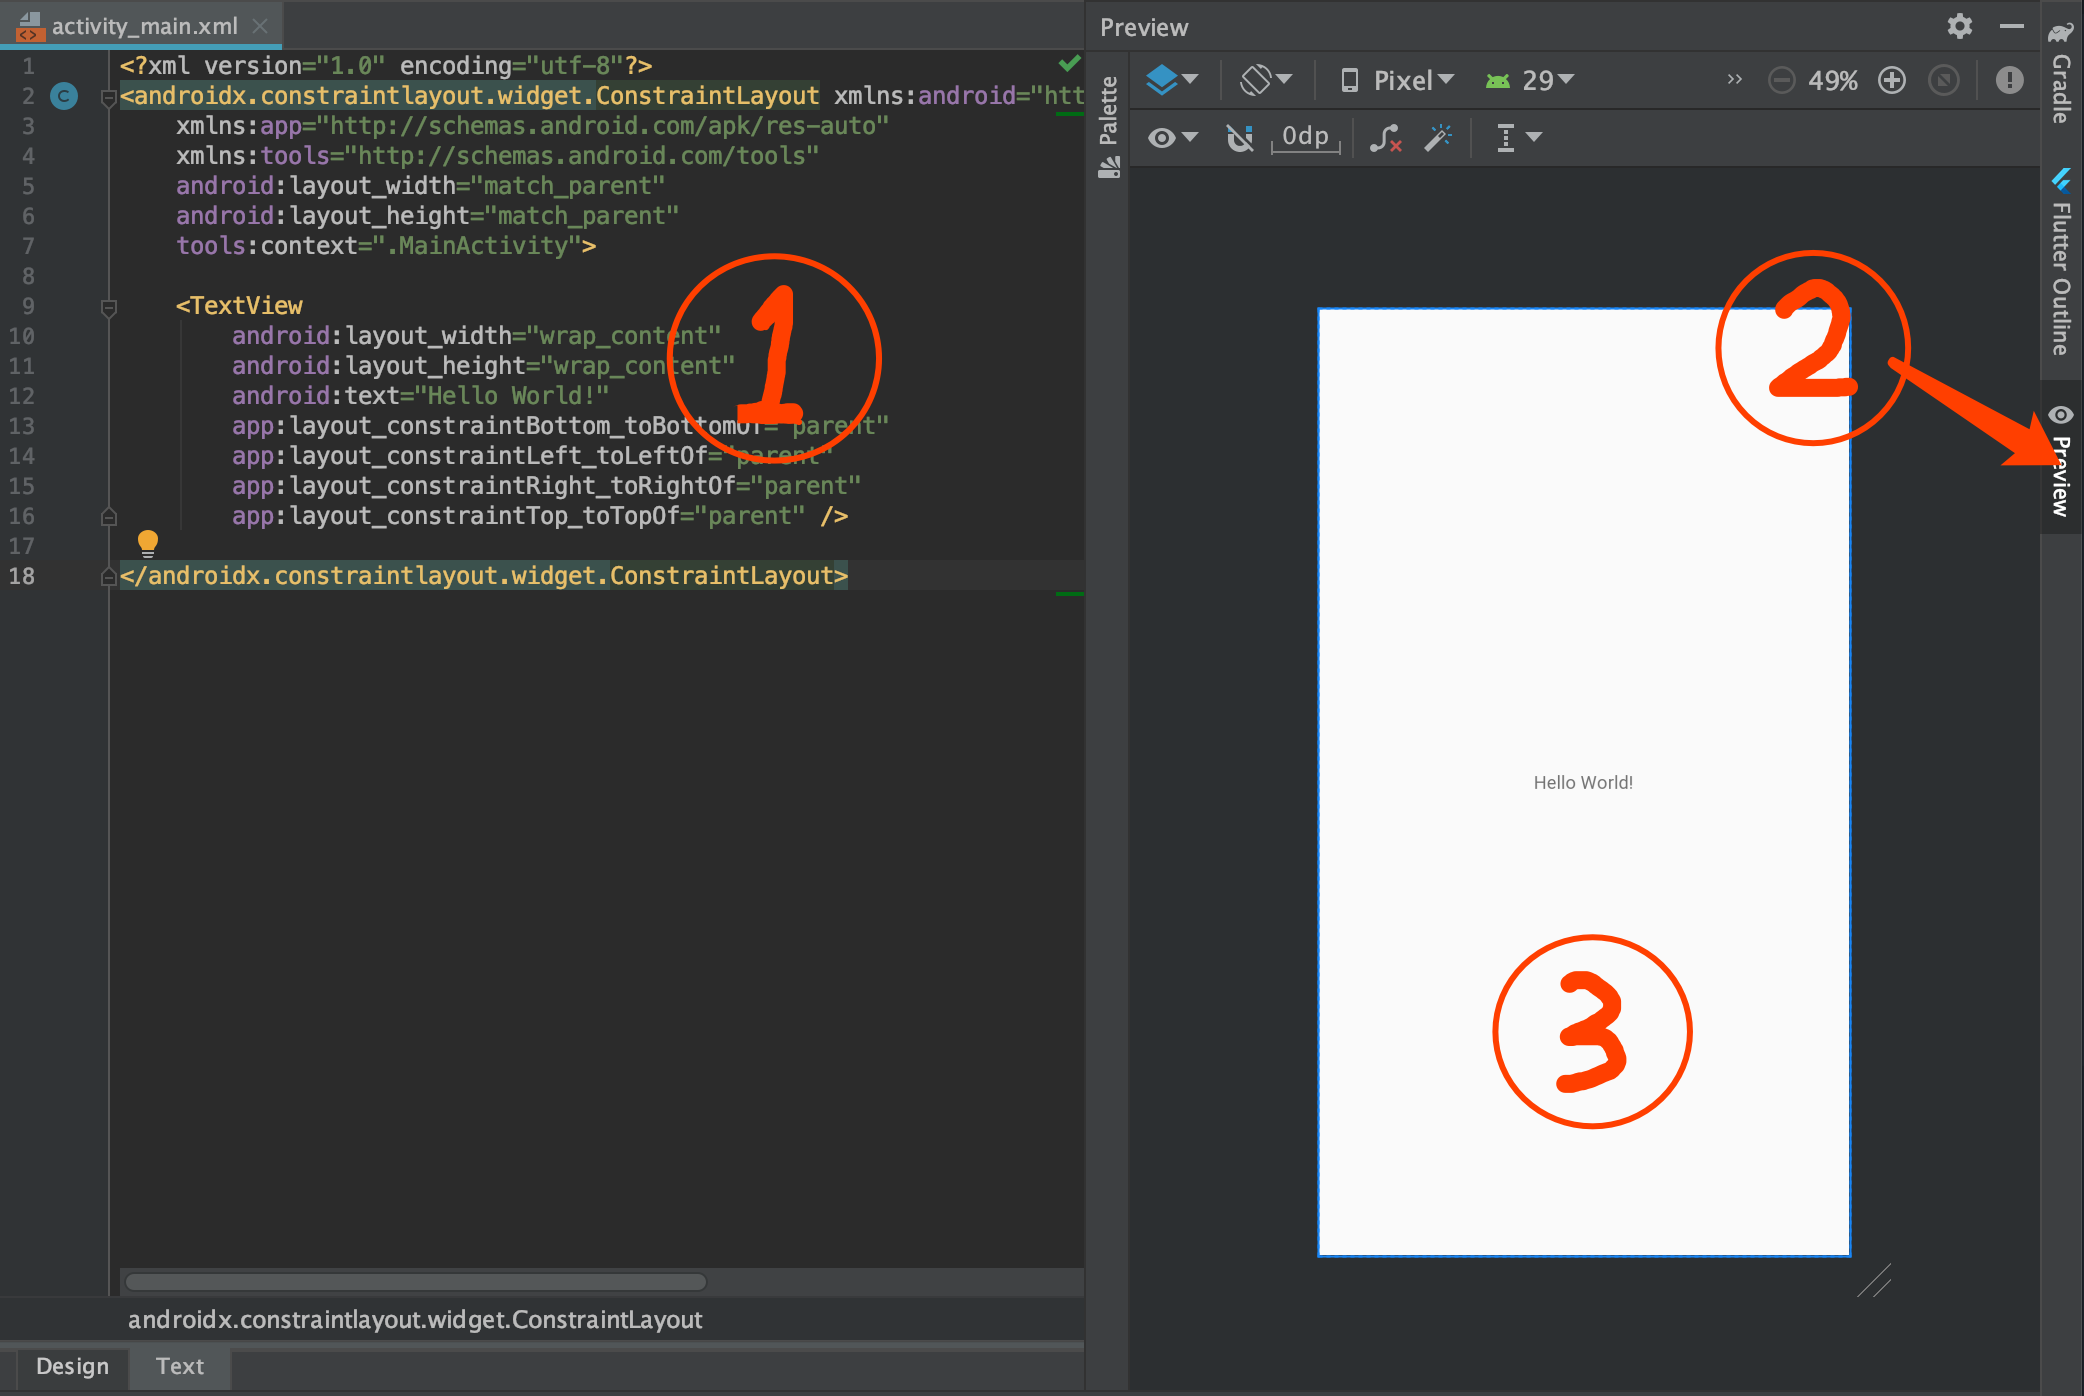 activity_main.xml
1 <?xml version="1.0" encoding="utf-8"?>
2 C <androidx.constraintlayout.widget.ConstraintLayout xmlns:android="htt
3 xmlns:app="http://schemas.android.com/apk/res-auto"
4 xmlns:tools="http://schemas.android.com/tools"
5 android:layout_width="match_parent"
6 android:layout_height="match_parent"
7 tools:context=".MainActivity">
8
9 <TextView
10 android:layout_width="wrap_content"
11 android:layout_height="wrap_content"
12 android:text="Hello World!"
13 app:layout_constraintBottom_toBottomOf="parent"
14 app:layout_constraintLeft_toLeftOf="parent"
15 app:layout_constraintRight_toRightOf="parent"
16 app:layout_constraintTop_toTopOf="parent" />
17
18 </androidx.constraintlayout.widget.ConstraintLayout>
1
androidx.constraintlayout.widget.ConstraintLayout
Design Text
Preview
Palette
Pixel 29 >> 49%
0dp
2
Hello World!
3
Gradle
Flutter Outline
Preview